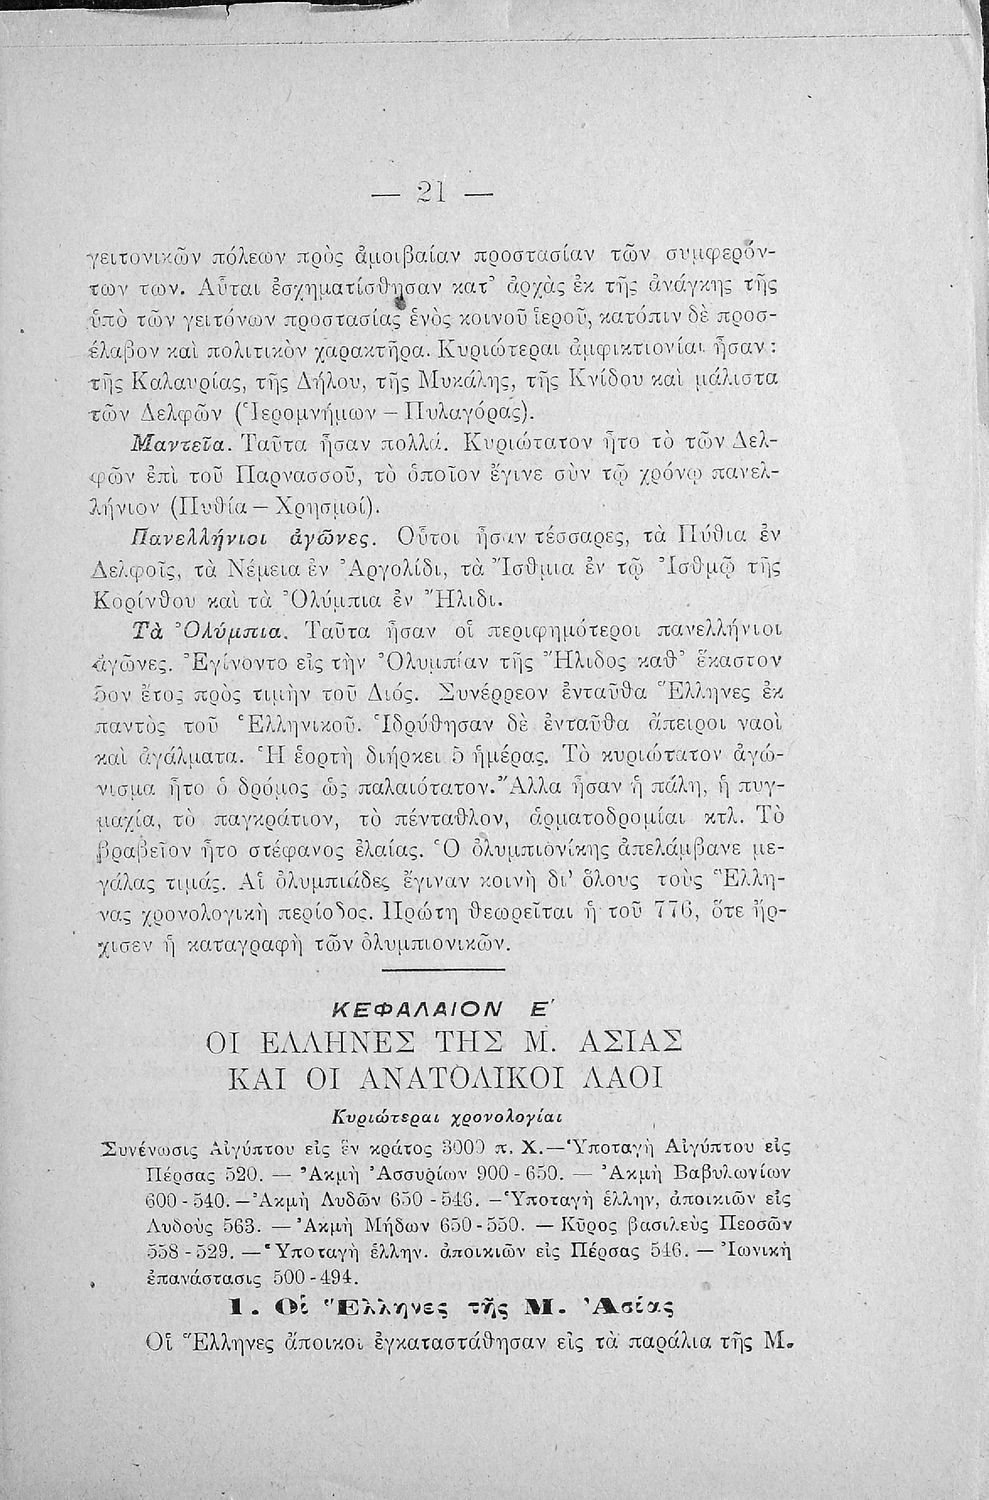 — 21 —
γειτονικῶν πόλεων πρὸς ἀμοιβαίαν προστασίαν τῶν συμφερόν-
των των. Αὗται ἐσχηματίσθησαν κατ’ ἀρχὰς ἐκ τῆς ἀνάγκης τῆς
ὑπὸ τῶν γειτόνων προστασίας ἑνὸς κοινοῦ ἱεροῦ, κατόπιν δὲ προσ-
έλαβον καὶ πολιτικὸν χαρακτῆρα. Κυριώτεραι ἀμφικτιονίαι ἦσαν :
τῆς Καλαυρίας, τῆς Δήλου, τῆς Μυκάλης, τῆς Κνίδου καὶ μάλιστα
τῶν Δελφῶν (Ἱερομνήμων – Πυλαγόρας).
Μαντεῖα. Ταῦτα ἦσαν πολλά. Κυριώτατον ἦτο τὸ τῶν Δελ-
φῶν ἐπὶ τοῦ Παρνασσοῦ, τὸ ὁποῖον ἔγινε σὺν τῷ χρόνῳ πανελ-
λήνιον (Πυθία – Χρησμοί).
Πανελλήνιοι ἀγῶνες. Οὗτοι ἦσαν τέσσαρες, τὰ Πύθια ἐν
Δελφοῖς, τὰ Νέμεια ἐν Ἀργολίδι, τὰ Ἴσθμια ἐν τῷ Ἰσθμῷ τῆς
Κορίνθου καὶ τὰ Ὀλύμπια ἐν Ἤλιδι.
Τὰ Ὀλύμπια. Ταῦτα ἦσαν οἱ περιφημότεροι πανελλήνιοι
ἀγῶνες. Ἐγίνοντο εἰς τὴν Ὀλυμπίαν τῆς Ἤλιδος καθ’ ἕκαστον
5ον ἔτος πρὸς τιμὴν τοῦ Διός. Συνέρρεον ἐνταῦθα Ἕλληνες ἐκ
παντὸς τοῦ Ἑλληνικοῦ. Ἱδρύθησαν δὲ ἐνταῦθα ἄπειροι ναοὶ
καὶ ἀγάλματα. Ἡ ἑορτὴ διήρκει 5 ἡμέρας. Τὸ κυριώτατον ἀγώ-
νισμα ἦτο ὁ δρόμος ὡς παλαιότατον. Ἄλλα ἦσαν ἡ πάλη, ἡ πυγ-
μαχία, τὸ παγκράτιον, τὸ πένταθλον, ἁρματοδρομίαι κτλ. Τὸ
βραβεῖον ἦτο στέφανος ἐλαίας. Ὁ ὀλυμπιονίκης ἀπελάμβανε με-
γάλας τιμάς. Αἱ ὀλυμπιάδες ἔγιναν κοινὴ δι’ ὅλους τοὺς Ἕλλη-
νας χρονολογικὴ περίοδος. Πρώτη θεωρεῖται ἡ τοῦ 776, ὅτε ἤρ-
χισεν ἡ καταγραφὴ τῶν ὀλυμπιονικῶν.
ΚΕΦΑΛΑΙΟΝ Ε΄
ΟΙ ΕΛΛΗΝΕΣ ΤΗΣ Μ. ΑΣΙΑΣ
ΚΑΙ ΟΙ ΑΝΑΤΟΛΙΚΟΙ ΛΑΟΙ
Κυριώτεραι χρονολογίαι
Συνένωσις Αἰγύπτου εἰς ἓν κράτος 3000 π. Χ.—Ὑποταγὴ Αἰγύπτου εἰς
Πέρσας 520. — Ἀκμὴ Ἀσσυρίων 900 - 650. — Ἀκμὴ Βαβυλωνίων
600 - 540. — Ἀκμὴ Λυδῶν 650 - 546. — Ὑποταγὴ ἑλλην, ἀποικιῶν εἰς
Λυδοὺς 563. — Ἀκμὴ Μήδων 650-550. — Κῦρος βασιλεὺς Περσῶν
558 - 529. — Ὑποταγὴ ἑλλην. ἀποικιῶν εἰς Πέρσας 546. — Ἰωνικὴ
ἐπανάστασις 500 - 494.
1. Οἱ Ἕλληνες τῆς Μ. Ἀσίας
Οἱ Ἕλληνες ἄποικοι ἐγκαταστάθησαν εἰς τὰ παράλια τῆς Μ.